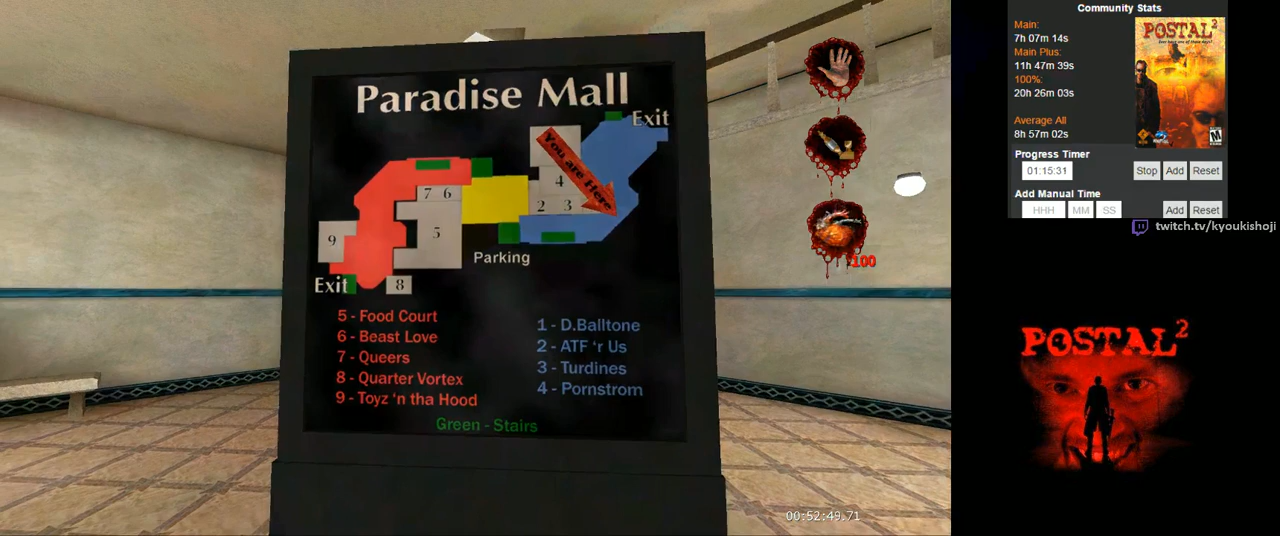 Paradise Mall
Exit
You are Here
7 6
4
2 3
9
5
Parking
Exit
8
5 - Food Court
6 - Beast Love
7 - Queers
8 - Quarter Vortex
9 - Toyz 'n tha Hood
1 - D.Balltone
2 - ATF 'r Us
3 - Turdines
4 - Pornstrom
Green - Stairs
100
00:52:49.71
Community Stats
Main:
7h 07m 14s
Main Plus:
11h 47m 39s
100%:
20h 26m 03s
Average All
8h 57m 02s
POSTAL 2
Progress Timer
01:15:31 Stop Add Reset
Add Manual Time
HHH MM SS Add Reset
twitch.tv/kyoukishoji
POSTAL 2